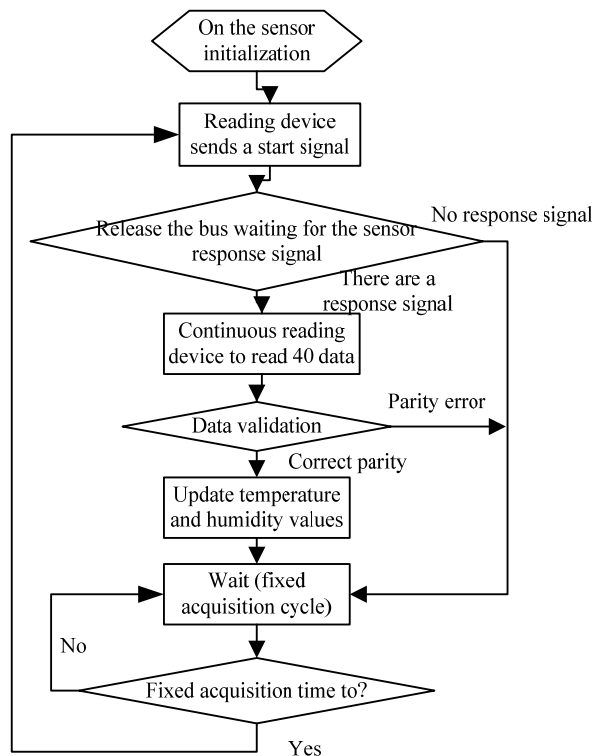 On the sensor
initialization
Reading device
sends a start signal
No response signal
Release the bus waiting for the sensor
response signal
There are a
response signal
Continuous reading
device to read 40 data
Parity error
Data validation
Correct parity
Update temperature
and humidity values
Wait (fixed
acquisition cycle)
No
Fixed acquisition time to?
Yes